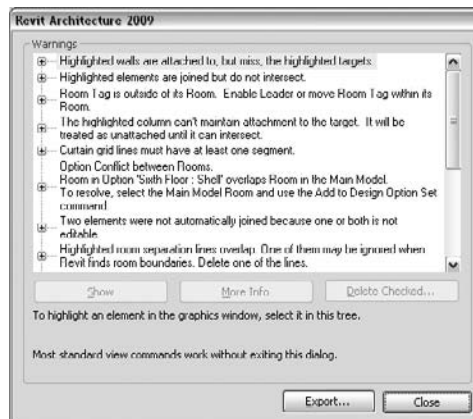 Revit Architecture 2009
Warnings
Highlighted walls are attached to, but miss, the highlighted targets.
Highlighted elements are joined but do not intersect.
Room Tag is outside of its Room. Enable Leader or move Room Tag within its
Room.
The highlighted column can't maintain attachment to the target. It will be
treated as unattached until it can intersect.
Curtain grid lines must have at least one segment.
Option Conflict between Rooms.
Room in Option 'Sixth Floor : Shell' overlaps Room in the Main Model.
To resolve, select the Main Model Room and use the Add to Design Option Set
command.
Two elements were not automatically joined because one or both is not
editable.
Highlighted room separation lines overlap. One of them may be ignored when
Revit finds room boundaries. Delete one of the lines.
Show
More Info
Delete Checked...
To highlight an element in the graphics window, select it in this tree.
Most standard view commands work without exiting this dialog.
Export...
Close